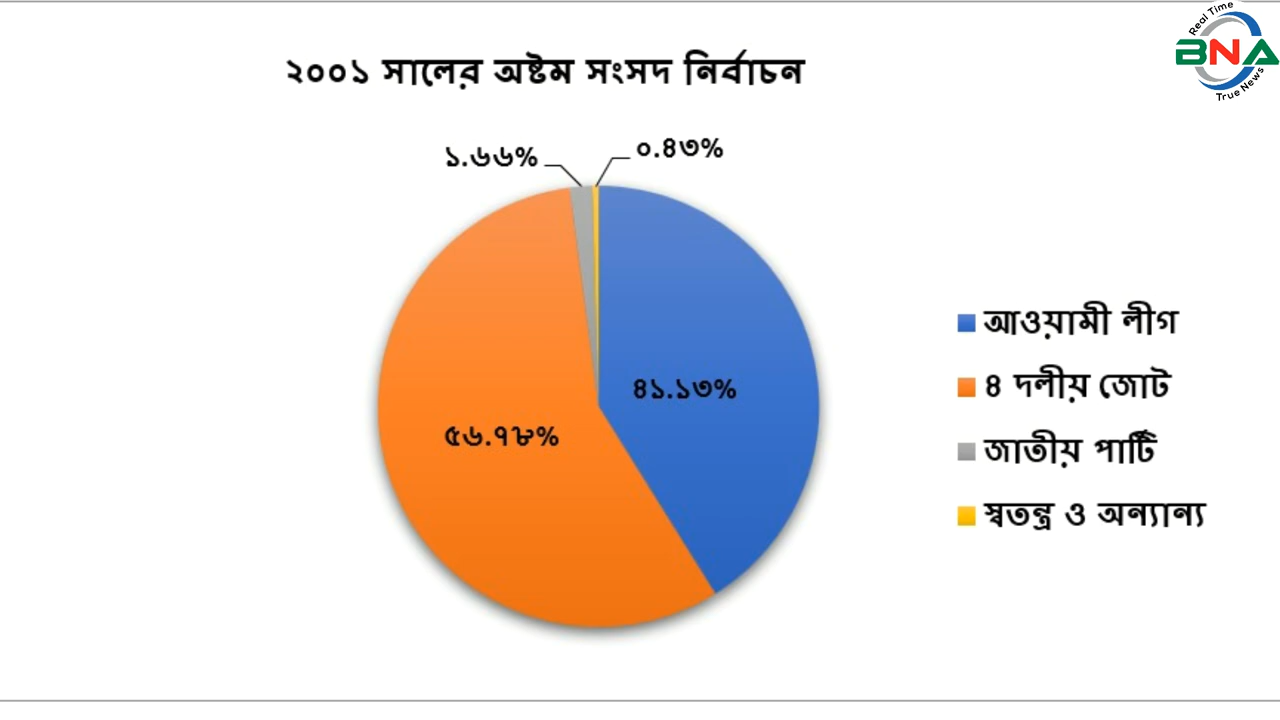 Real Time
BNA
True News
২০০১ সালের অষ্টম সংসদ নির্বাচন
১.৬৬%
০.৪৩%
৪১.১৩%
৫৬.৭৮%
আওয়ামী লীগ
৪ দলীয় জোট
জাতীয় পার্টি
স্বতন্ত্র ও অন্যান্য